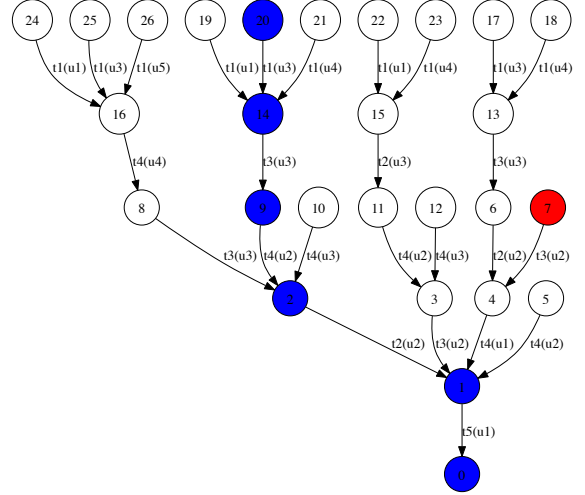 24 25 26 19 20 21 22 23 17 18
t1(u1) t1(u3) t1(u5) t1(u1) t1(u3) t1(u4) t1(u1) t1(u4) t1(u3) t1(u4)
16 14 15 13
t4(u4) t3(u3) t2(u3) t3(u3)
8 9 10 11 12 6 7
t3(u3) t4(u2) t4(u3) t4(u2) t4(u3) t2(u2) t3(u2)
2 3 4 5
t2(u2) t3(u2) t4(u1) t4(u2)
1
t5(u1)
0